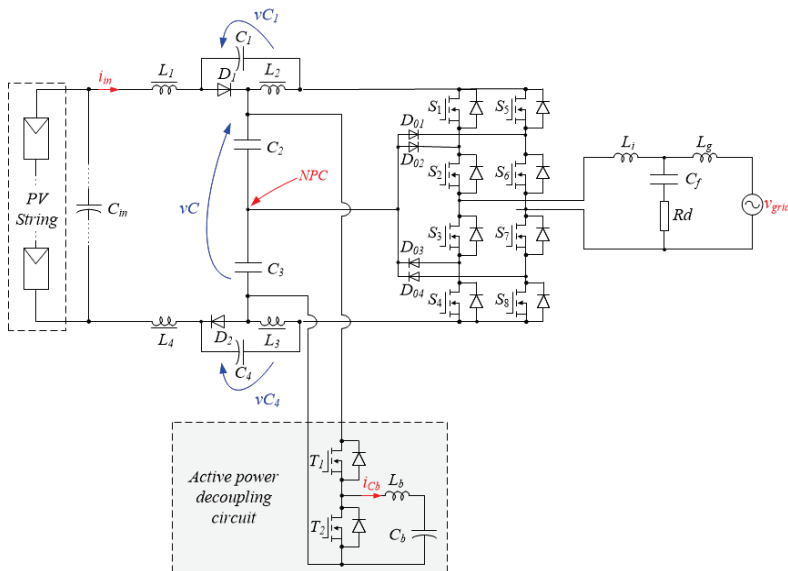 vC1
C1
iin
L1
D1
L2
S1
S5
D01
D02
C2
Li
Lg
PV
String
Cin
vC
NPC
S2
S6
Cf
Rd
vgrid
S3
S7
D03
D04
C3
S4
S8
L4
D2
L3
C4
vC4
Active power
decoupling
circuit
T1
iCb
Lb
T2
Cb